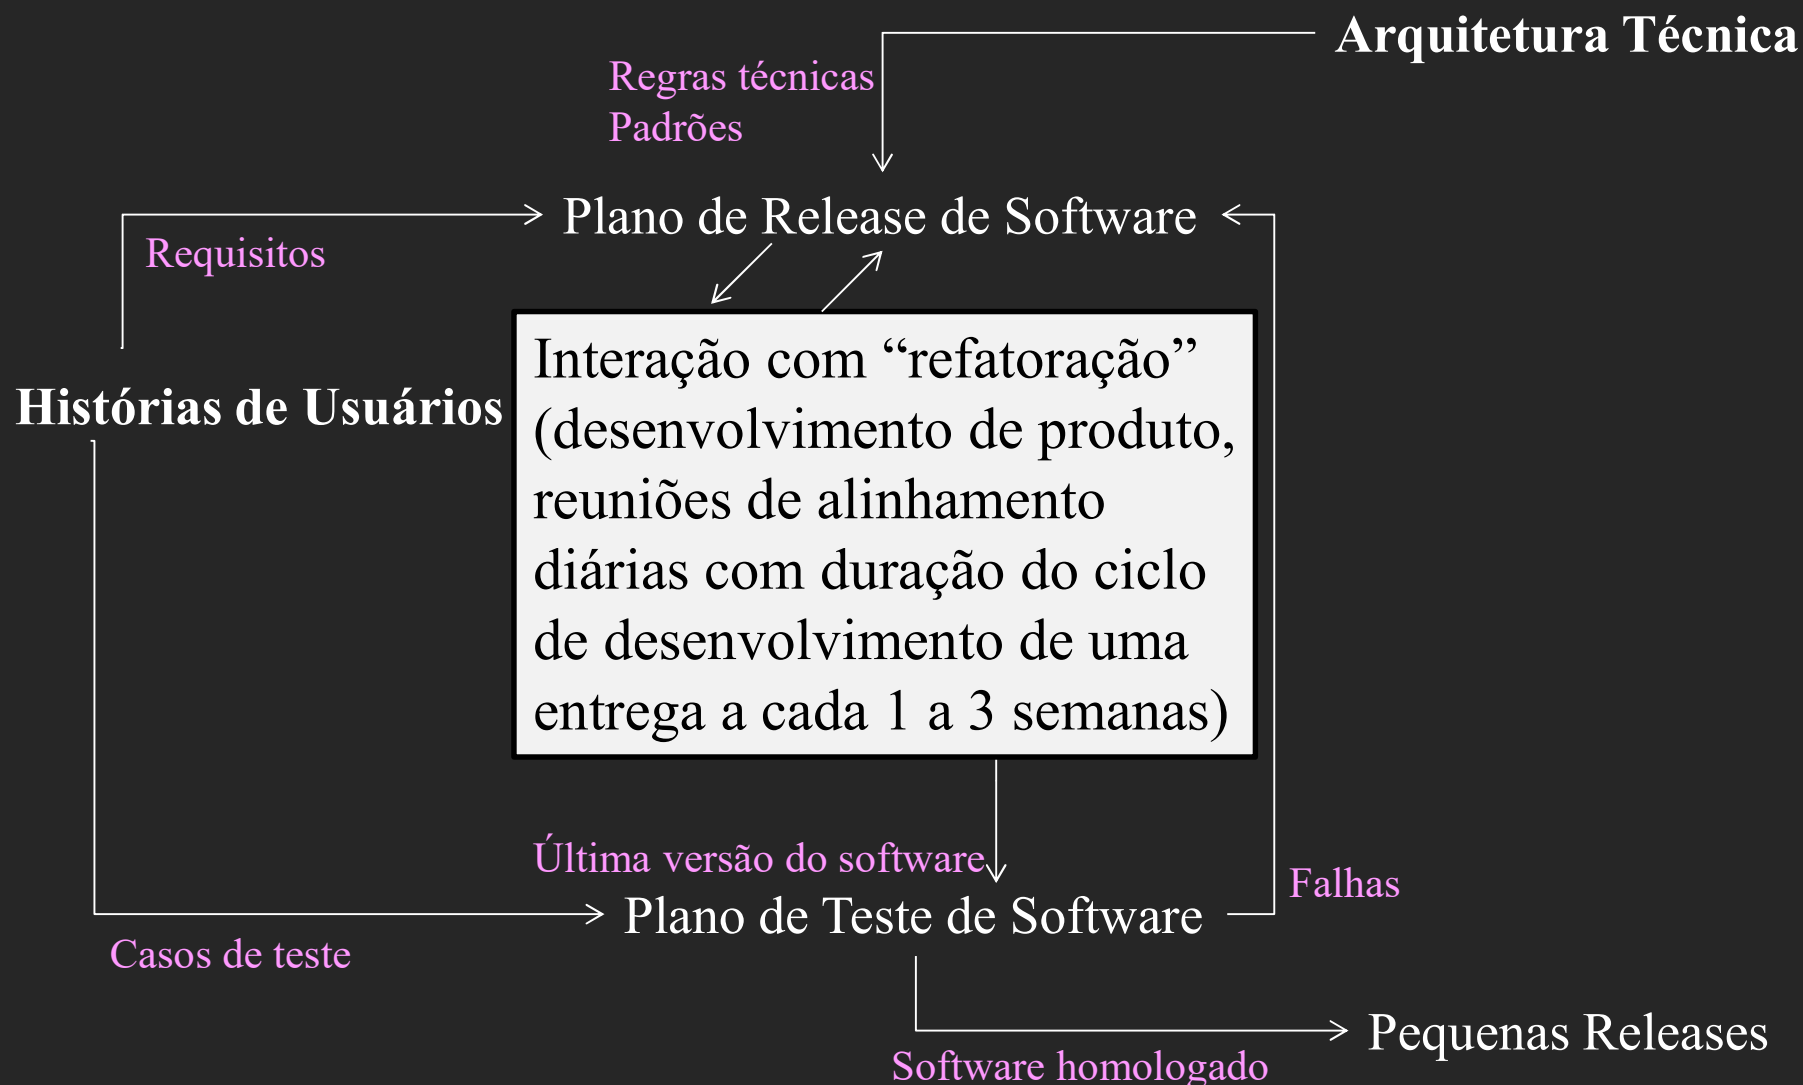 Arquitetura Técnica
Regras técnicas
Padrões
Plano de Release de Software
Requisitos
Histórias de Usuários
Interação com “refatoração”
(desenvolvimento de produto,
reuniões de alinhamento
diárias com duração do ciclo
de desenvolvimento de uma
entrega a cada 1 a 3 semanas)
Última versão do software
Falhas
Plano de Teste de Software
Casos de teste
Pequenas Releases
Software homologado